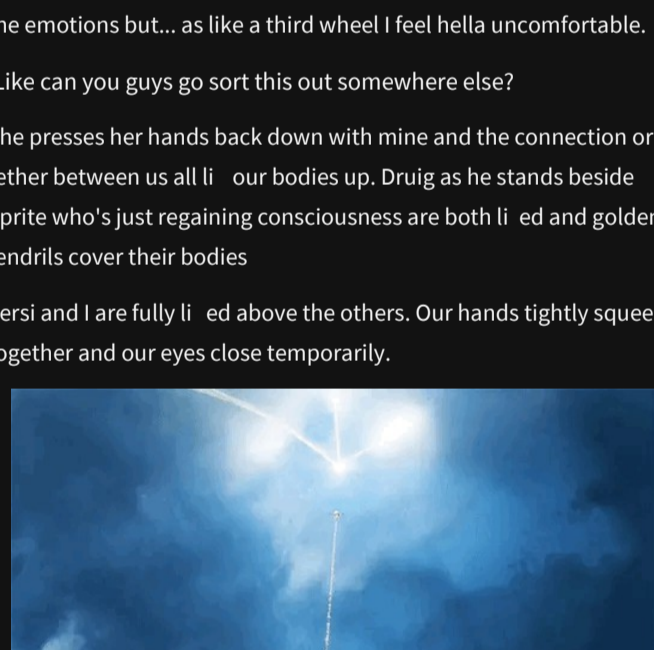 he emotions but... as like a third wheel I feel hella uncomfortable.
Like can you guys go sort this out somewhere else?
he presses her hands back down with mine and the connection or
ether between us all li our bodies up. Druig as he stands beside
prite who's just regaining consciousness are both li ed and golden
endrils cover their bodies
ersi and I are fully li ed above the others. Our hands tightly squee
ogether and our eyes close temporarily.